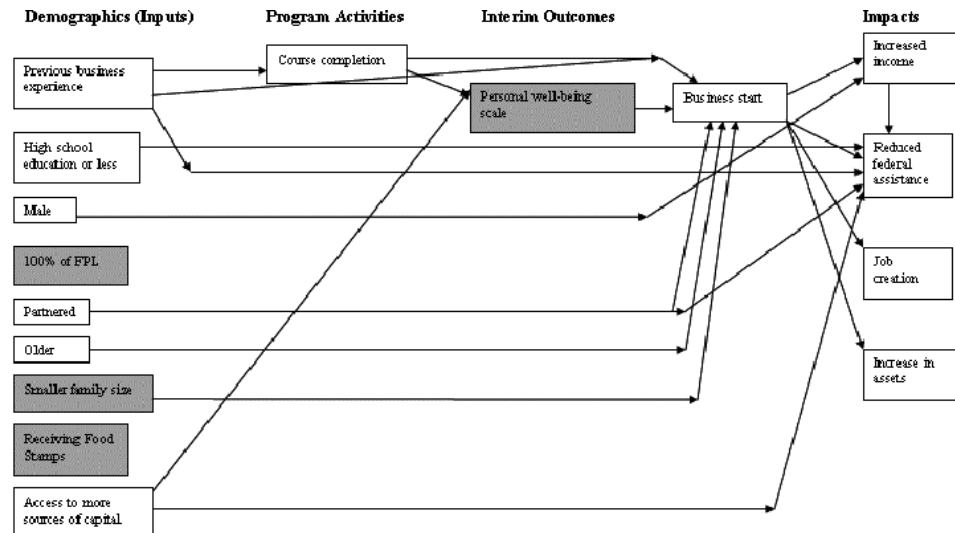 Demographics (Inputs)
Program Activities
Interim Outcomes
Impacts
Previous business
experience
Course completion
Personal well-being
scale
Business start
Increased
income
High school
education or less
Reduced
federal
assistance
Male
100% of FPL
Job
creation
Partnered
Older
Increase in
assets
Smaller family size
Receiving Food
Stamps
Access to more
sources of capital